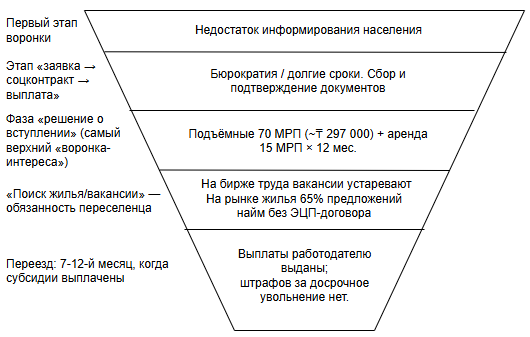 Первый этап
воронки
Недостаток информирования населения
Этап «заявка →
соцконтракт →
выплата»
Бюрократия / долгие сроки. Сбор и
подтверждение документов
Фаза «решение о
вступлении» (самый
верхний «воронка-
интереса»)
Подъёмные 70 МРП (~₸ 297 000) + аренда
15 МРП × 12 мес.
«Поиск жилья/вакансии» —
обязанность переселенца
На бирже труда вакансии устаревают
На рынке жилья 65% предложений
найм без ЭЦП-договора
Переезд: 7-12-й месяц, когда
субсидии выплачены
Выплаты работодателю
выданы;
штрафов за досрочное
увольнение нет.